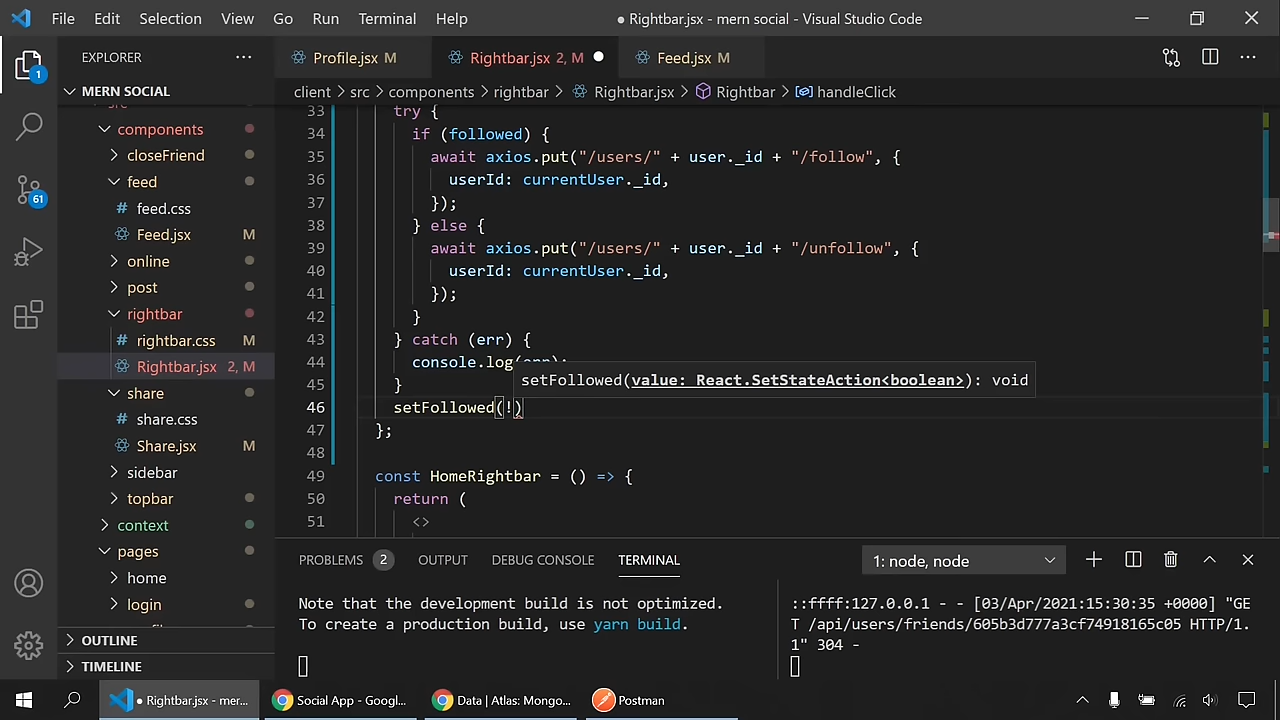 File Edit Selection View Go Run Terminal Help ● Rightbar.jsx - mern social - Visual Studio Code
EXPLORER ···
Profile.jsx M
Rightbar.jsx 2, M ●
Feed.jsx M
MERN SOCIAL
client > src > components > rightbar > Rightbar.jsx > Rightbar > handleClick
components
closeFriend
feed
# feed.css
Feed.jsx M
online
post
rightbar
# rightbar.css M
Rightbar.jsx 2, M
share
# share.css
Share.jsx M
sidebar
topbar
context
pages
home
login
OUTLINE
TIMELINE
1
61
33 try {
34 if (followed) {
35 await axios.put("/users/" + user._id + "/follow", {
36 userId: currentUser._id,
37 });
38 } else {
39 await axios.put("/users/" + user._id + "/unfollow", {
40 userId: currentUser._id,
41 });
42 }
43 } catch (err) {
44 console.log(err);
45 }
setFollowed(value: React.SetStateAction<boolean>): void
46 setFollowed(!)
47 };
48
49 const HomeRightbar = () => {
50 return (
51 <>
PROBLEMS 2 OUTPUT DEBUG CONSOLE TERMINAL 1: node, node
Note that the development build is not optimized.
To create a production build, use yarn build.
::ffff:127.0.0.1 - - [03/Apr/2021:15:30:35 +0000] "GE
T /api/users/friends/605b3d777a3cf74918165c05 HTTP/1.
1" 304 -
● Rightbar.jsx - mer... Social App - Googl... Data | Atlas: Mongo... Postman